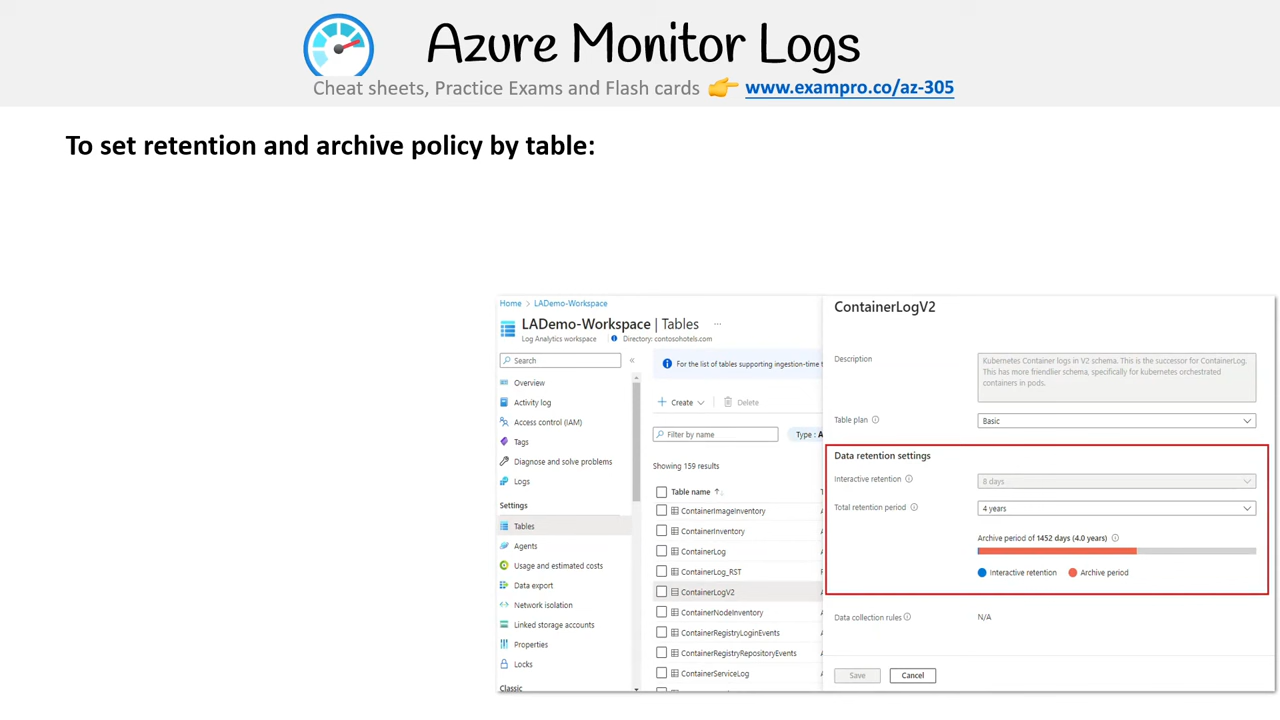 Azure Monitor Logs
Cheat sheets, Practice Exams and Flash cards 👉 www.exampro.co/az-305
To set retention and archive policy by table:
Home > LADemo-Workspace
LADemo-Workspace | Tables ...
Log Analytics workspace
Directory: contosohotels.com
Search
«
Overview
Activity log
Access control (IAM)
Tags
Diagnose and solve problems
Logs
Settings
Tables
Agents
Usage and estimated costs
Data export
Network isolation
Linked storage accounts
Properties
Locks
Classic
For the list of tables supporting ingestion-time t
+ Create
Delete
Filter by name
Type : A
Showing 159 results
Table name ↑↓
ContainerImageInventory
ContainerInventory
ContainerLog
ContainerLog_RST
ContainerLogV2
ContainerNodeInventory
ContainerRegistryLoginEvents
ContainerRegistryRepositoryEvents
ContainerServiceLog
ContainerLogV2
Description
Kubernetes Container logs in V2 schema. This is the successor for ContainerLog.
This has more friendlier schema, specifically for kubernetes orchestrated
containers in pods.
Table plan
Basic
Data retention settings
Interactive retention
8 days
Total retention period
4 years
Archive period of 1452 days (4.0 years)
Interactive retention
Archive period
Data collection rules
N/A
Save
Cancel